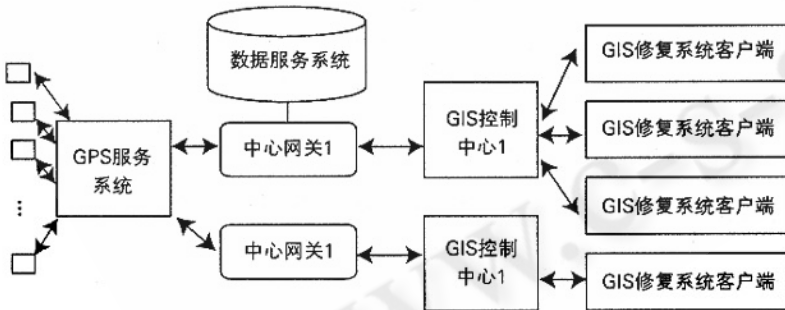 数据服务系统
GIS修复系统客户端
GPS服务
系统
中心网关1
GIS控制
中心1
GIS修复系统客户端
GIS修复系统客户端
...
中心网关1
GIS控制
中心1
GIS修复系统客户端